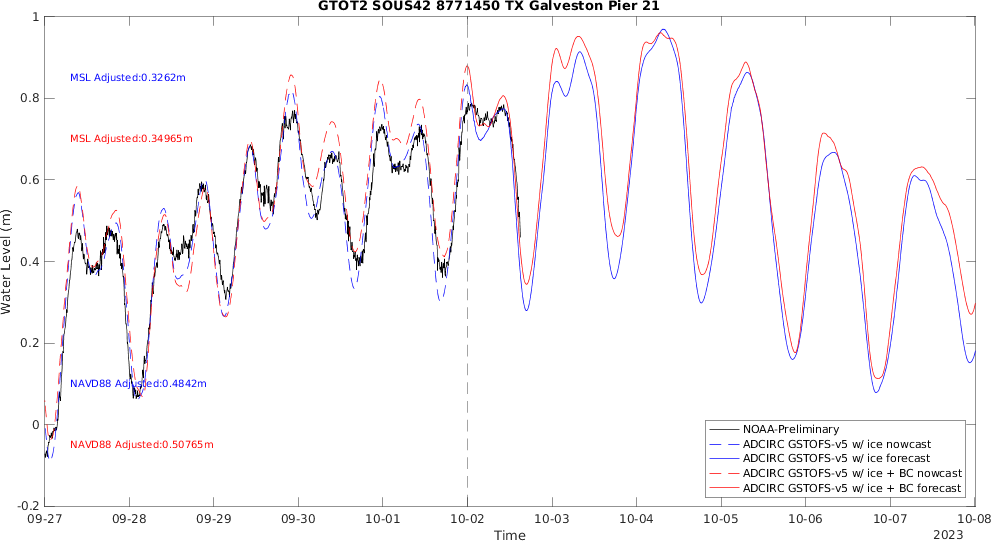 GTOT2 SOUS42 8771450 TX Galveston Pier 21
Water Level (m)
1
0.8
0.6
0.4
0.2
0
-0.2
MSL Adjusted:0.3262m
MSL Adjusted:0.34965m
NAVD88 Adjusted:0.4842m
NAVD88 Adjusted:0.50765m
NOAA-Preliminary
ADCIRC GSTOFS-v5 w/ ice nowcast
ADCIRC GSTOFS-v5 w/ ice forecast
ADCIRC GSTOFS-v5 w/ ice + BC nowcast
ADCIRC GSTOFS-v5 w/ ice + BC forecast
09-27 09-28 09-29 09-30 10-01 10-02 10-03 10-04 10-05 10-06 10-07 10-08
Time
2023